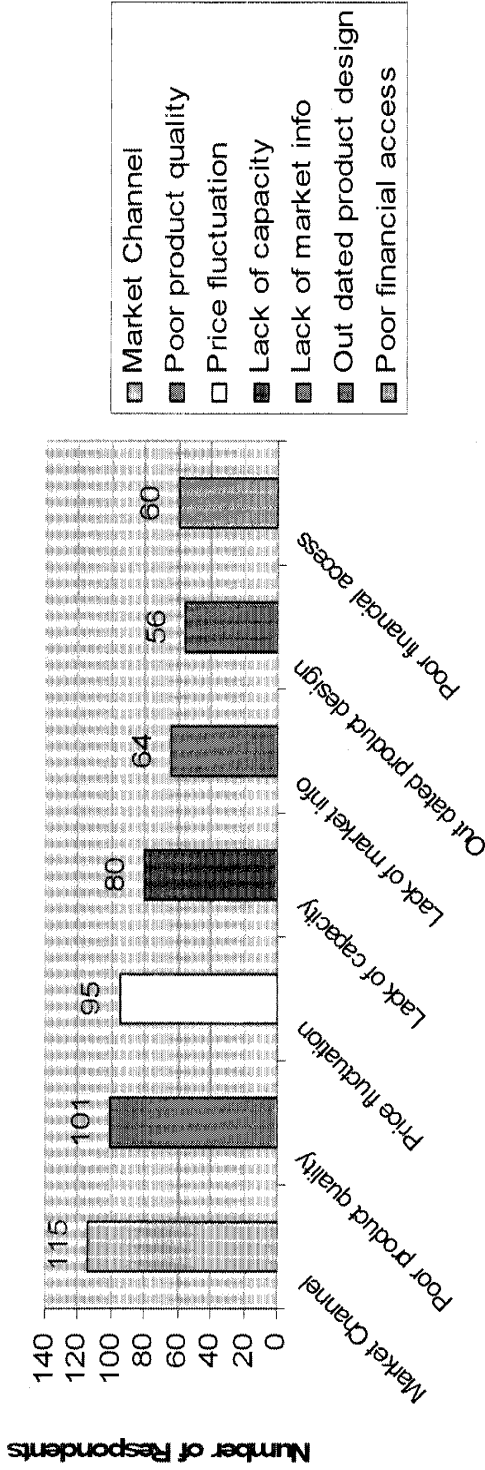 Number of Respondents
140
120
100
80
60
40
20
0
115
101
95
80
64
56
60
Market Channel
Poor product quality
Price fluctuation
Lack of capacity
Lack of market info
Out dated product design
Poor financial access
Market Channel
Poor product quality
Price fluctuation
Lack of capacity
Lack of market info
Out dated product design
Poor financial access